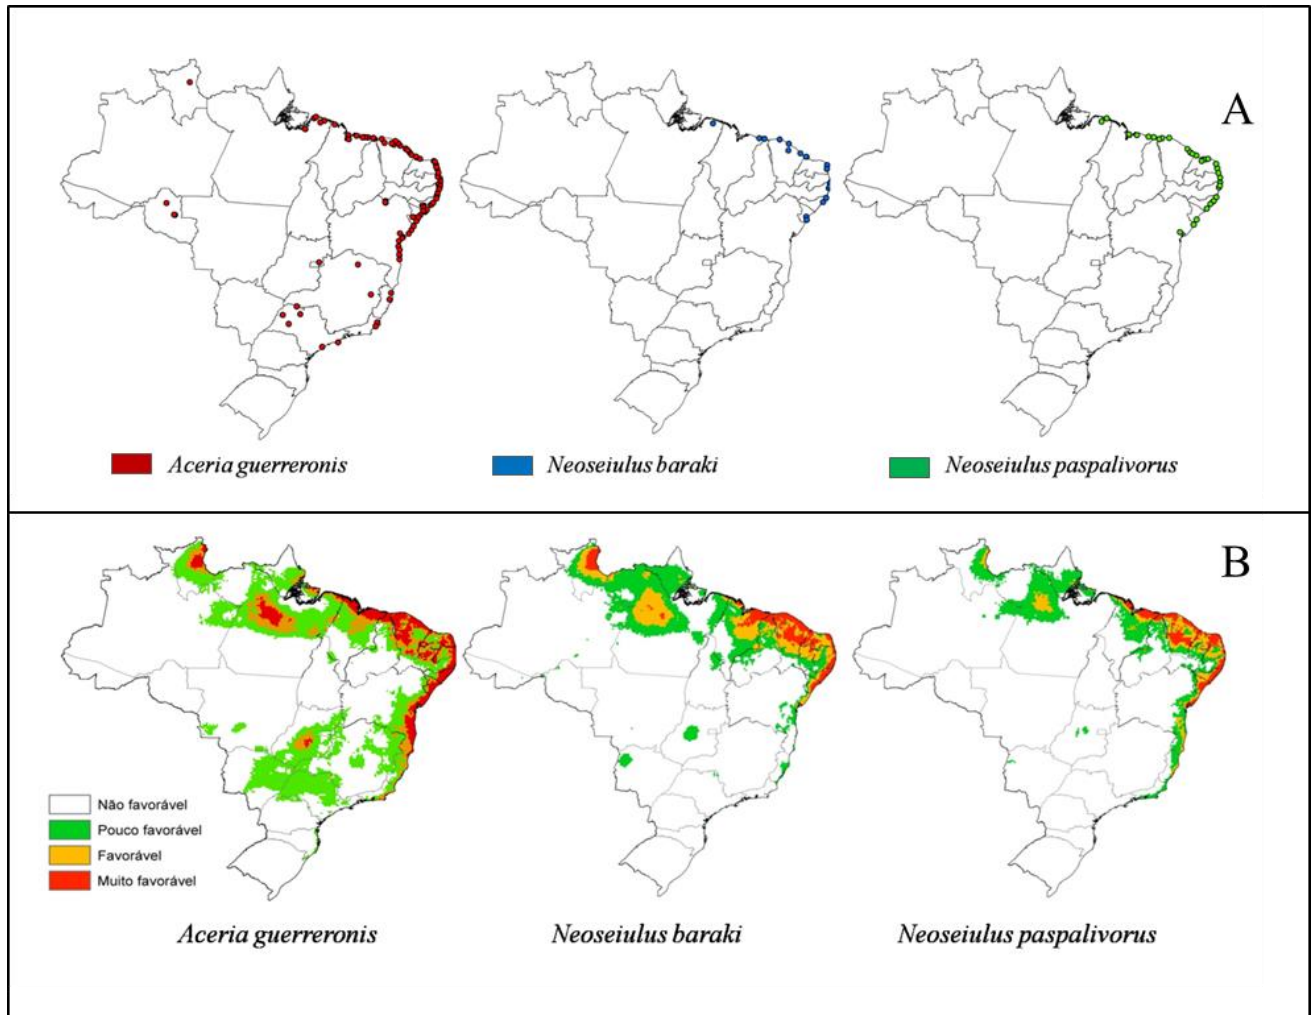 A
Aceria guerreronis
Neoseiulus baraki
Neoseiulus paspalivorus
B
Não favorável
Pouco favorável
Favorável
Muito favorável
Aceria guerreronis
Neoseiulus baraki
Neoseiulus paspalivorus